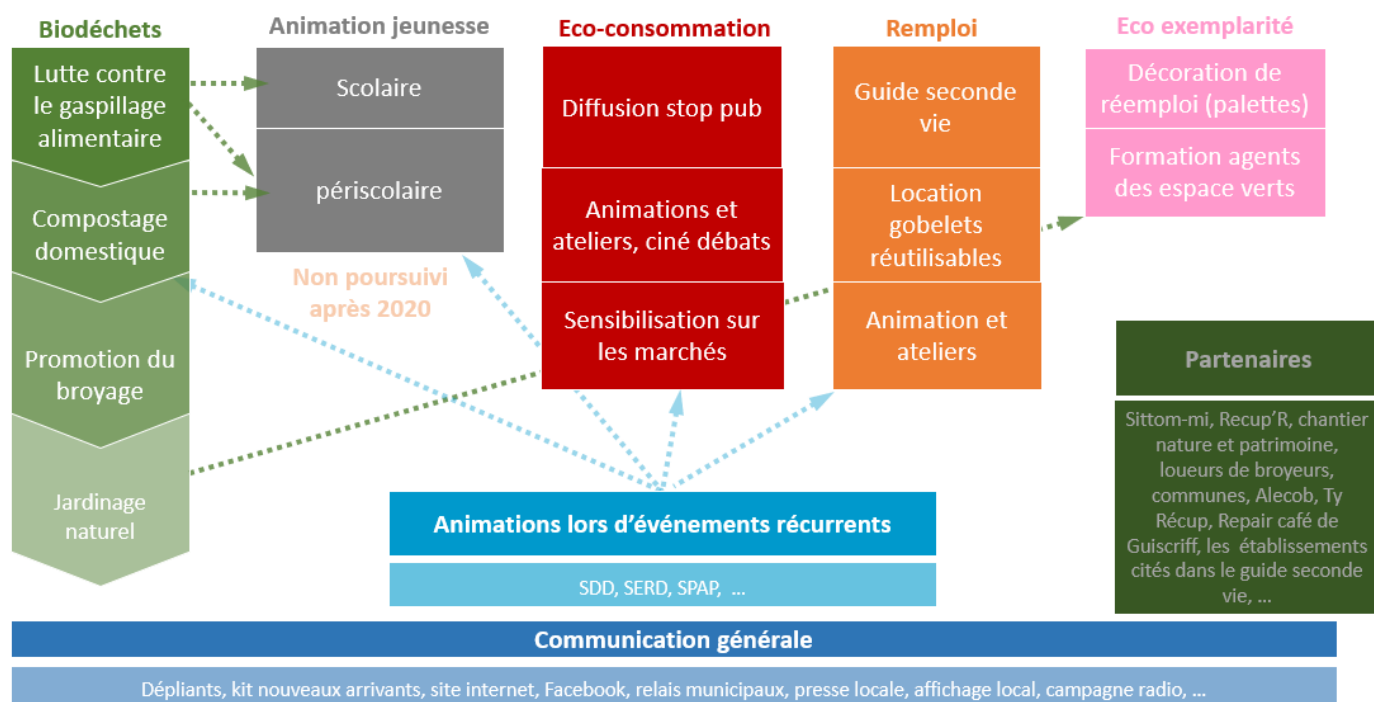 Biodéchets
Lutte contre
le gaspillage
alimentaire
Compostage
domestique
Promotion du
broyage
Jardinage
naturel
Animation jeunesse
Scolaire
périscolaire
Non poursuivi
après 2020
Eco-consommation
Diffusion stop pub
Animations et
ateliers, ciné débats
Sensibilisation sur
les marchés
Remploi
Guide seconde
vie
Location
gobelets
réutilisables
Animation et
ateliers
Eco exemplarité
Décoration de
réemploi (palettes)
Formation agents
des espace verts
Partenaires
Sittom-mi, Recup’R, chantier
nature et patrimoine,
loueurs de broyeurs,
communes, Alecob, Ty
Récup, Repair café de
Guiscriff, les établissements
cités dans le guide seconde
vie, ...
Animations lors d’événements récurrents
SDD, SERD, SPAP, ...
Communication générale
Dépliants, kit nouveaux arrivants, site internet, Facebook, relais municipaux, presse locale, affichage local, campagne radio, ...